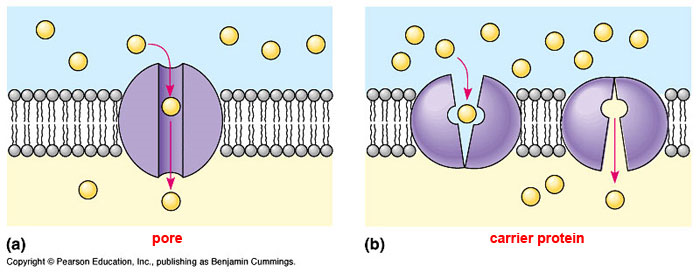 (a) pore
(b) carrier protein
Copyright © Pearson Education, Inc., publishing as Benjamin Cummings.